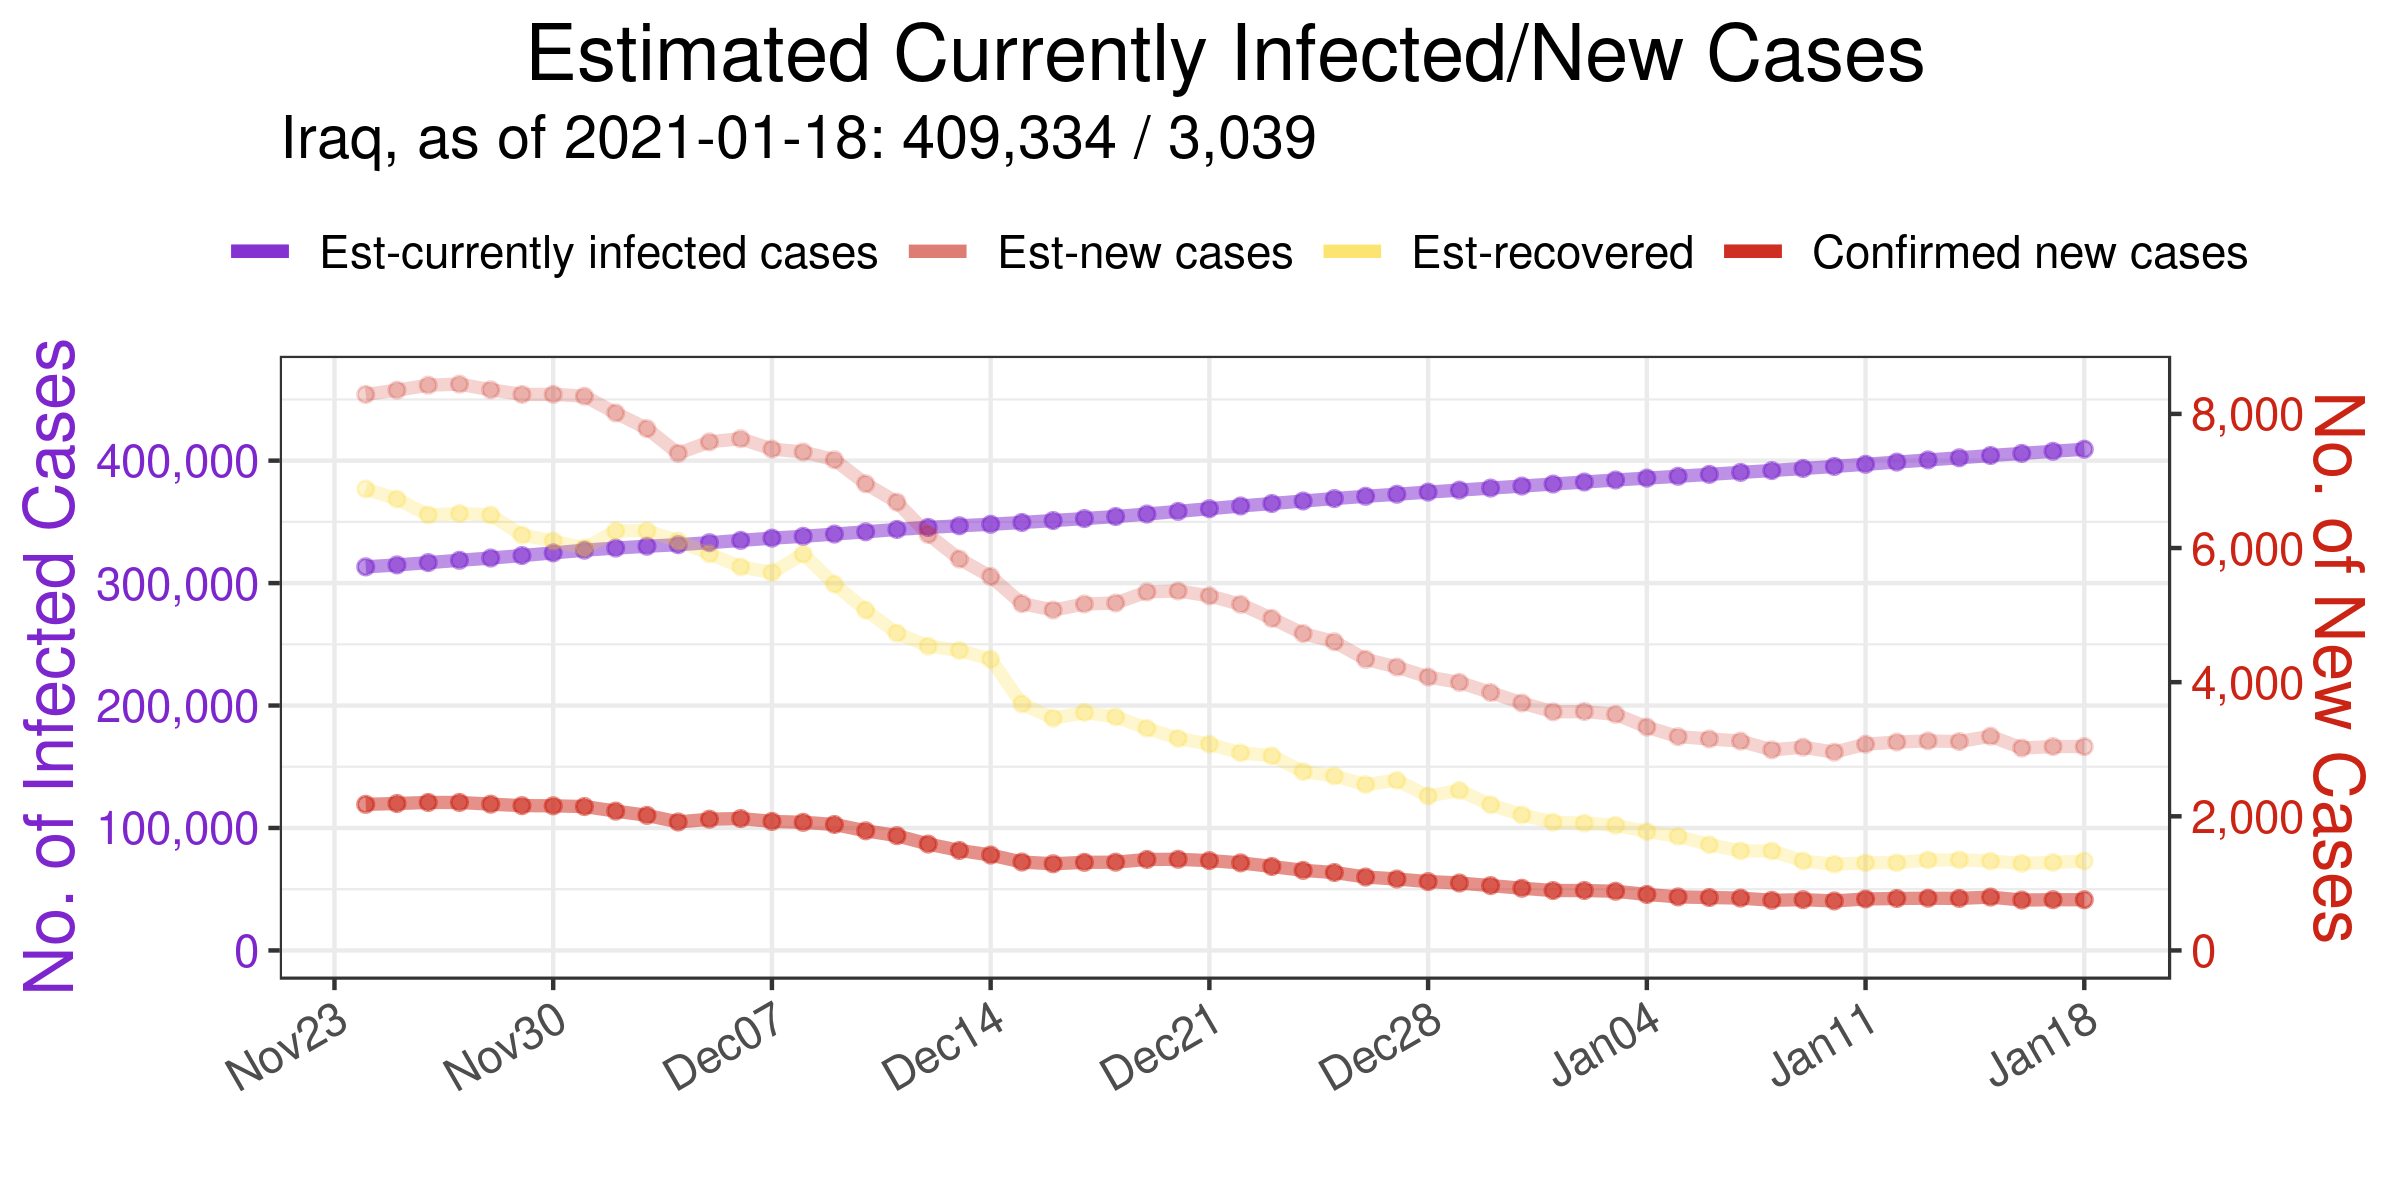 Estimated Currently Infected/New Cases
Iraq, as of 2021-01-18: 409,334 / 3,039
Est-currently infected cases Est-new cases Est-recovered Confirmed new cases
No. of Infected Cases
400,000
300,000
200,000
100,000
0
8,000
6,000
4,000
2,000
0
No. of New Cases
Nov23 Nov30 Dec07 Dec14 Dec21 Dec28 Jan04 Jan11 Jan18